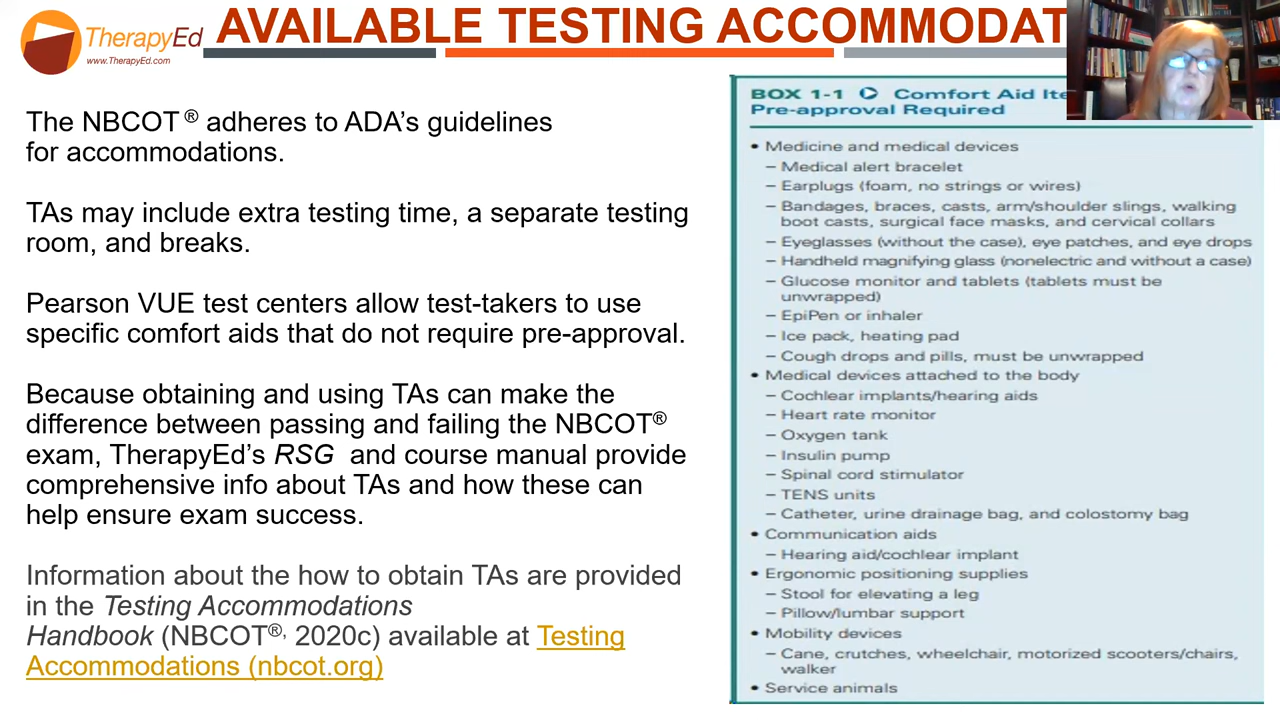 TherapyEd
www.TherapyEd.com
AVAILABLE TESTING ACCOMMODAT
The NBCOT ® adheres to ADA’s guidelines
for accommodations.
TAs may include extra testing time, a separate testing
room, and breaks.
Pearson VUE test centers allow test-takers to use
specific comfort aids that do not require pre-approval.
Because obtaining and using TAs can make the
difference between passing and failing the NBCOT®
exam, TherapyEd’s RSG and course manual provide
comprehensive info about TAs and how these can
help ensure exam success.
Information about the how to obtain TAs are provided
in the Testing Accommodations
Handbook (NBCOT®, 2020c) available at Testing
Accommodations (nbcot.org)
BOX 1-1 Comfort Aid Ite
Pre-approval Required
• Medicine and medical devices
– Medical alert bracelet
– Earplugs (foam, no strings or wires)
– Bandages, braces, casts, arm/shoulder slings, walking
boot casts, surgical face masks, and cervical collars
– Eyeglasses (without the case), eye patches, and eye drops
– Handheld magnifying glass (nonelectric and without a case)
– Glucose monitor and tablets (tablets must be
unwrapped)
– EpiPen or inhaler
– Ice pack, heating pad
– Cough drops and pills, must be unwrapped
• Medical devices attached to the body
– Cochlear implants/hearing aids
– Heart rate monitor
– Oxygen tank
– Insulin pump
– Spinal cord stimulator
– TENS units
– Catheter, urine drainage bag, and colostomy bag
• Communication aids
– Hearing aid/cochlear implant
• Ergonomic positioning supplies
– Stool for elevating a leg
– Pillow/lumbar support
• Mobility devices
– Cane, crutches, wheelchair, motorized scooters/chairs,
walker
• Service animals